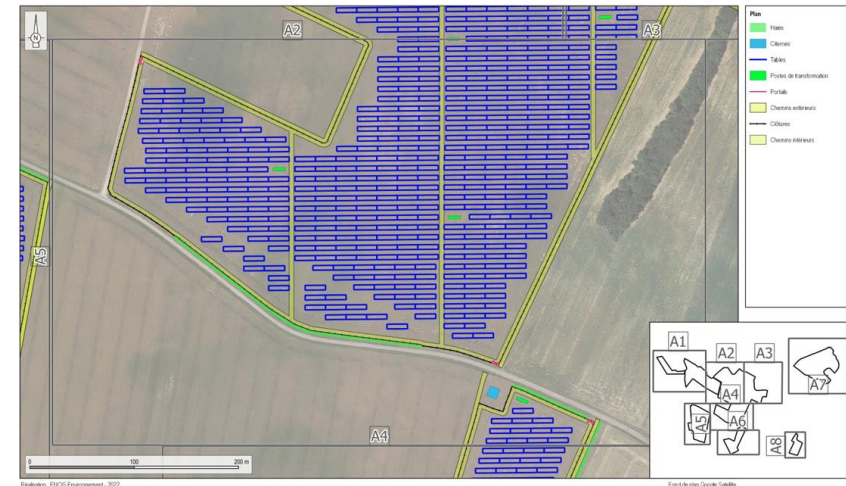 N
A2
A3
A5
A4
Plan
Haies
Citernes
Tables
Postes de transformation
Portails
Chemins extérieurs
Clôtures
Chemins intérieurs
A1
A2
A3
A4
A7
A5
A6
A8
0
100
200 m
Réalisation : ENCIS Environnement - 2022
Fond de plan Google Satellite